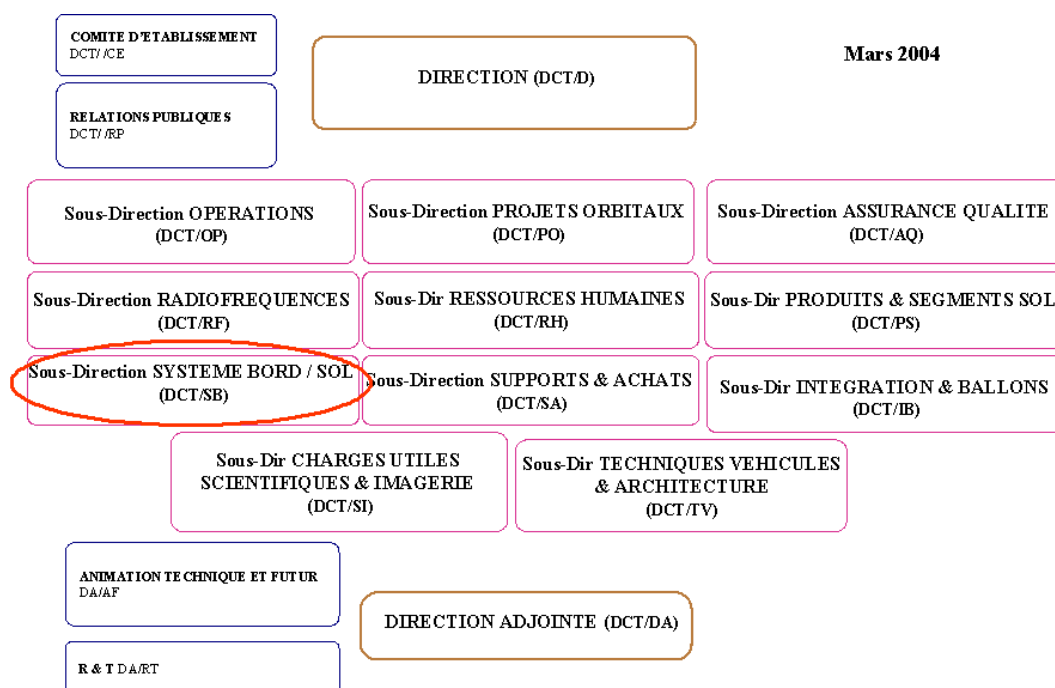 COMITE D'ETABLISSEMENT
DCT/ /CE
RELATIONS PUBLIQUES
DCT/ /RP
DIRECTION (DCT/D)
Mars 2004
Sous-Direction OPERATIONS
(DCT/OP)
Sous-Direction PROJETS ORBITAUX
(DCT/PO)
Sous-Direction ASSURANCE QUALITE
(DCT/AQ)
Sous-Direction RADIOFREQUENCES
(DCT/RF)
Sous-Dir RESSOURCES HUMAINES
(DCT/RH)
Sous-Dir PRODUITS & SEGMENTS SOL
(DCT/PS)
Sous-Direction SYSTEME BORD / SOL
(DCT/SB)
Sous-Direction SUPPORTS & ACHATS
(DCT/SA)
Sous-Dir INTEGRATION & BALLONS
(DCT/IB)
Sous-Dir CHARGES UTILES
SCIENTIFIQUES & IMAGERIE
(DCT/SI)
Sous-Dir TECHNIQUES VEHICULES
& ARCHITECTURE
(DCT/TV)
ANIMATION TECHNIQUE ET FUTUR
DA/AF
R & T DA/RT
DIRECTION ADJOINTE (DCT/DA)